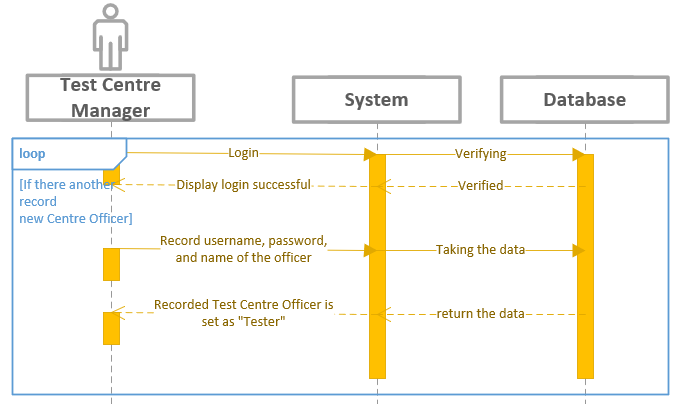 Test Centre
Manager
System
Database
loop
Login
Verifying
[If there another
record
new Centre Officer]
Display login successful
Verified
Record username, password,
and name of the officer
Taking the data
Recorded Test Centre Officer is
set as "Tester"
return the data